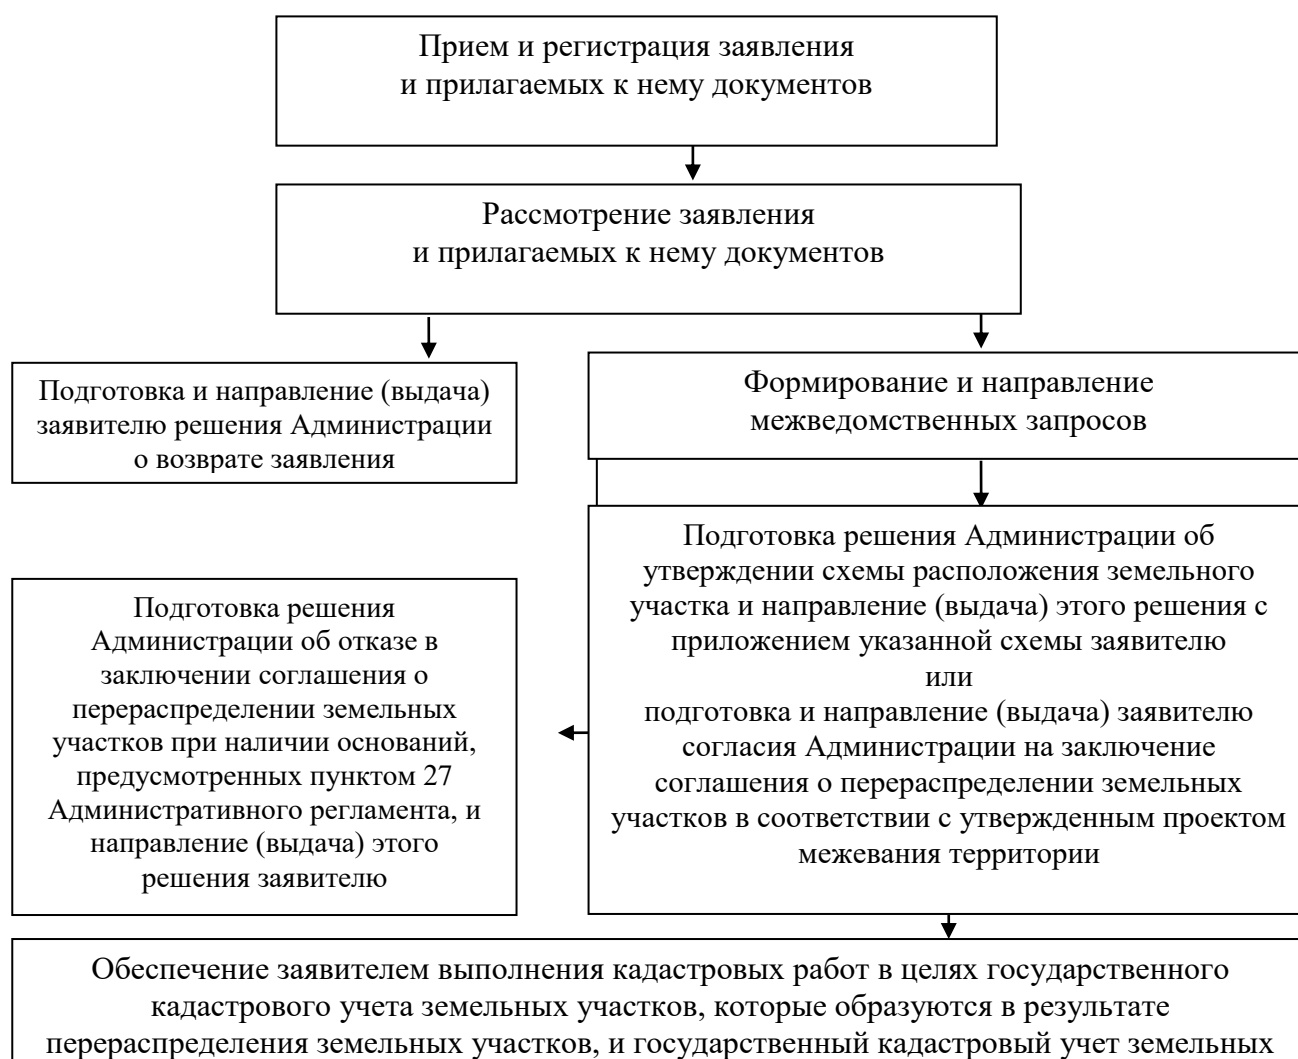 Прием и регистрация заявления
и прилагаемых к нему документов
Рассмотрение заявления
и прилагаемых к нему документов
Подготовка и направление (выдача)
заявителю решения Администрации
о возврате заявления
Формирование и направление
межведомственных запросов
Подготовка решения Администрации об
утверждении схемы расположения земельного
участка и направление (выдача) этого решения с
приложением указанной схемы заявителю
или
подготовка и направление (выдача) заявителю
согласия Администрации на заключение
соглашения о перераспределении земельных
участков в соответствии с утвержденным проектом
межевания территории
Подготовка решения
Администрации об отказе в
заключении соглашения о
перераспределении земельных
участков при наличии оснований,
предусмотренных пунктом 27
Административного регламента, и
направление (выдача) этого
решения заявителю
Обеспечение заявителем выполнения кадастровых работ в целях государственного
кадастрового учета земельных участков, которые образуются в результате
перераспределения земельных участков, и государственный кадастровый учет земельных